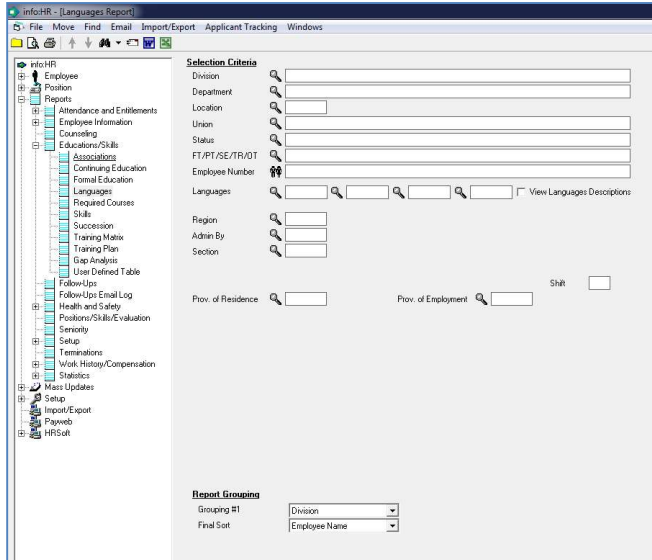 info:HR - [Languages Report]
File Move Find Email Import/Export Applicant Tracking Windows
info:HR
Employee
Position
Reports
Attendance and Entitlements
Employee Information
Counseling
Educations/Skills
Associations
Continuing Education
Formal Education
Languages
Required Courses
Skills
Succession
Training Matrix
Training Plan
Gap Analysis
User Defined Table
Follow-Ups
Follow-Ups Email Log
Health and Safety
Positions/Skills/Evaluation
Seniority
Setup
Terminations
Work History/Compensation
Statistics
Mass Updates
Setup
Import/Export
Payweb
HRSoft
Selection Criteria
Division
Department
Location
Union
Status
FT/PT/SE/TR/OT
Employee Number
Languages View Languages Descriptions
Region
Admin By
Section
Shift
Prov. of Residence Prov. of Employment
Report Grouping
Grouping #1 Division
Final Sort Employee Name